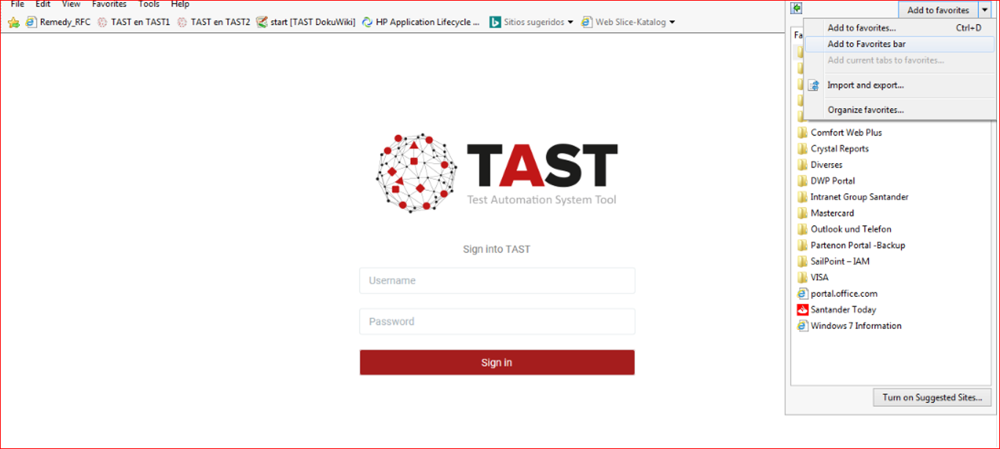 File Edit View Favorites Tools Help
Remedy_RFC TAST en TAST1 TAST en TAST2 start [TAST DokuWiki] HP Application Lifecycle ... Sitios sugeridos Web Slice-Katalog
Add to favorites
Add to favorites... Ctrl+D
Add to Favorites bar
Add current tabs to favorites...
Import and export...
Organize favorites...
Comfort Web Plus
Crystal Reports
Diverses
DWP Portal
Intranet Group Santander
Mastercard
Outlook und Telefon
Partenon Portal -Backup
SailPoint – IAM
VISA
portal.office.com
Santander Today
Windows 7 Information
Turn on Suggested Sites...
TAST
Test Automation System Tool
Sign into TAST
Username
Password
Sign in